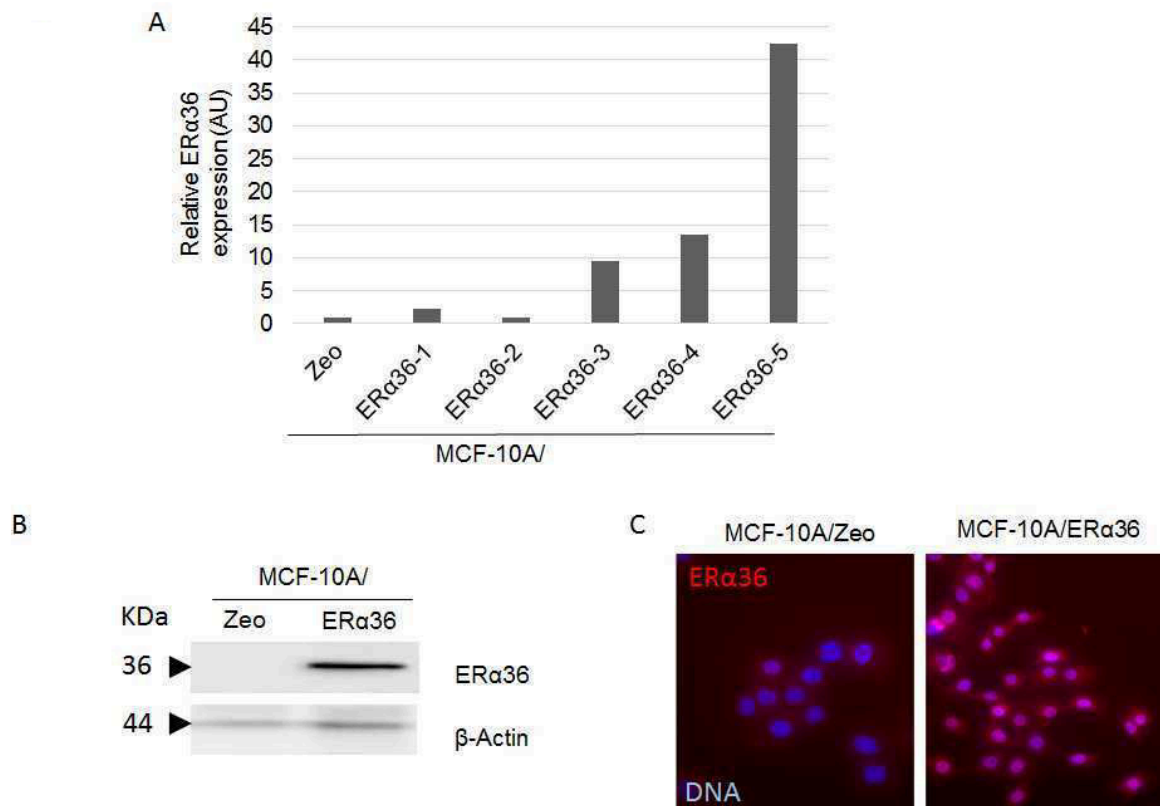 A
45
40
35
30
25
20
15
10
5
0
Relative ERα36
expression(AU)
Zeo
ERα36-1
ERα36-2
ERα36-3
ERα36-4
ERα36-5
MCF-10A/
B
MCF-10A/
KDa
Zeo
ERα36
36
ERα36
44
β-Actin
C
MCF-10A/Zeo
MCF-10A/ERα36
ERα36
DNA